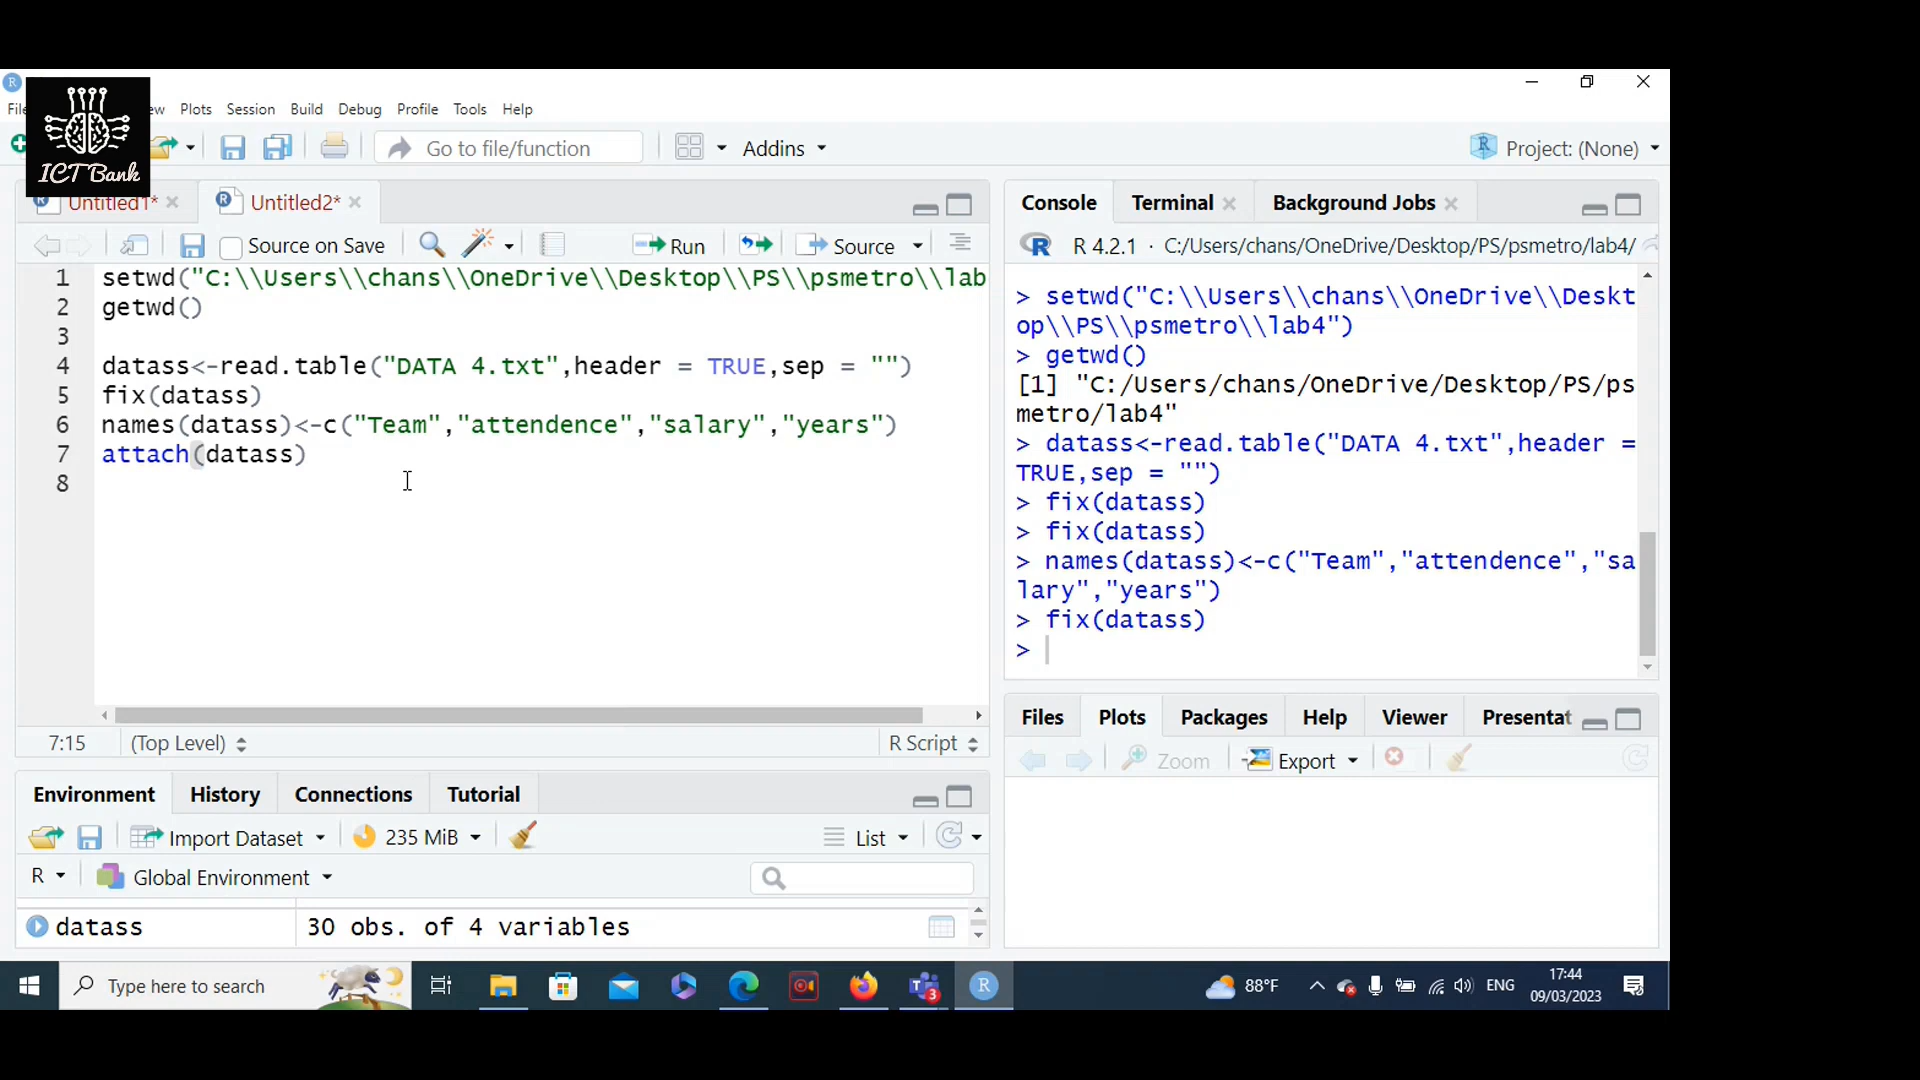 ICT Bank
Plots Session Build Debug Profile Tools Help
Go to file/function Addins Project: (None)
Untitled1* Untitled2*
Source on Save Run Source
1 setwd("C:\\Users\\chans\\OneDrive\\Desktop\\PS\\psmetro\\lab
2 getwd()
3
4 datass<-read.table("DATA 4.txt",header = TRUE,sep = "")
5 fix(datass)
6 names(datass)<-c("Team","attendence","salary","years")
7 attach(datass)
8
7:15 (Top Level) R Script
Console Terminal Background Jobs
R 4.2.1 · C:/Users/chans/OneDrive/Desktop/PS/psmetro/lab4/
> setwd("C:\\Users\\chans\\OneDrive\\Deskt
op\\PS\\psmetro\\lab4")
> getwd()
[1] "C:/Users/chans/OneDrive/Desktop/PS/ps
metro/lab4"
> datass<-read.table("DATA 4.txt",header =
TRUE,sep = "")
> fix(datass)
> fix(datass)
> names(datass)<-c("Team","attendence","sa
lary","years")
> fix(datass)
>
Environment History Connections Tutorial
Import Dataset 235 MiB List
R Global Environment
datass 30 obs. of 4 variables
Files Plots Packages Help Viewer Presentat
Zoom Export
Type here to search
3
R
88°F ENG 17:44
09/03/2023